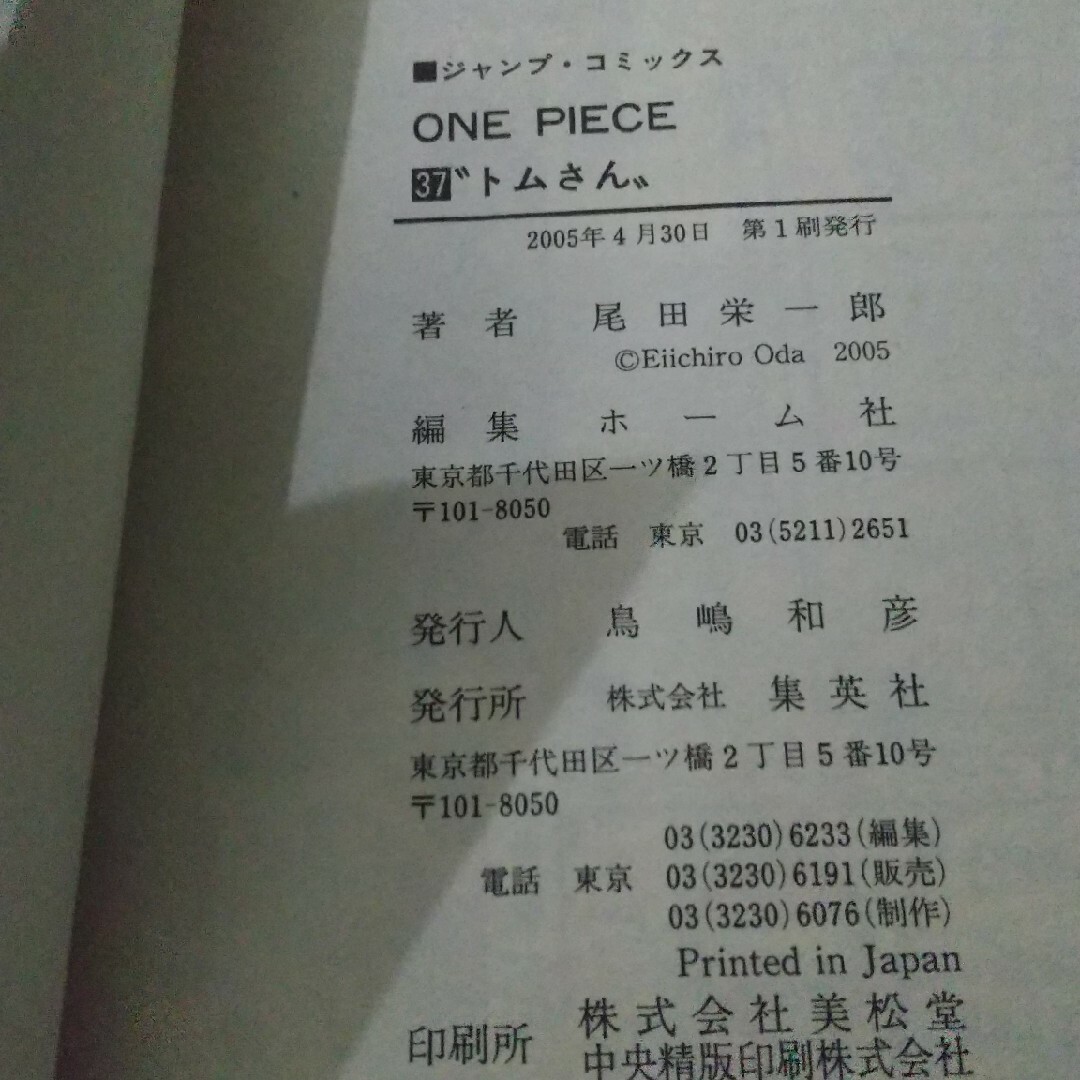 ■ジャンプ・コミックス
ONE PIECE
37〝トムさん〟
2005年4月30日　第1刷発行
著者　尾田栄一郎
©Eiichiro Oda 2005
編集　ホーム社
東京都千代田区一ツ橋2丁目5番10号
〒101-8050
電話　東京　03(5211)2651
発行人　鳥嶋和彦
発行所　株式会社　集英社
東京都千代田区一ツ橋2丁目5番10号
〒101-8050
03(3230)6233(編集)
電話　東京　03(3230)6191(販売)
03(3230)6076(制作)
Printed in Japan
印刷所　株式会社美松堂
中央精版印刷株式会社